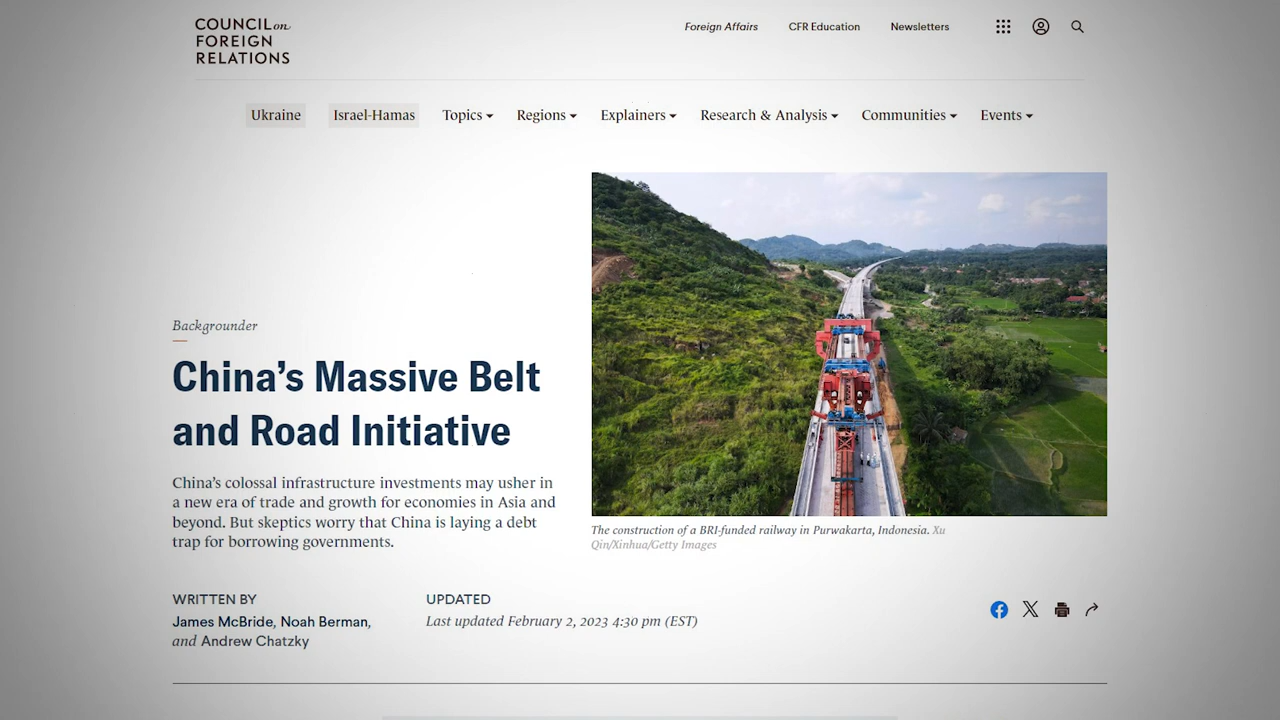 COUNCIL on
FOREIGN
RELATIONS
Foreign Affairs
CFR Education
Newsletters
Ukraine
Israel-Hamas
Topics
Regions
Explainers
Research & Analysis
Communities
Events
Backgrounder
China's Massive Belt
and Road Initiative
China's colossal infrastructure investments may usher in
a new era of trade and growth for economies in Asia and
beyond. But skeptics worry that China is laying a debt
trap for borrowing governments.
The construction of a BRI-funded railway in Purwakarta, Indonesia. Xu
Qin/Xinhua/Getty Images
WRITTEN BY
James McBride, Noah Berman,
and Andrew Chatzky
UPDATED
Last updated February 2, 2023 4:30 pm (EST)